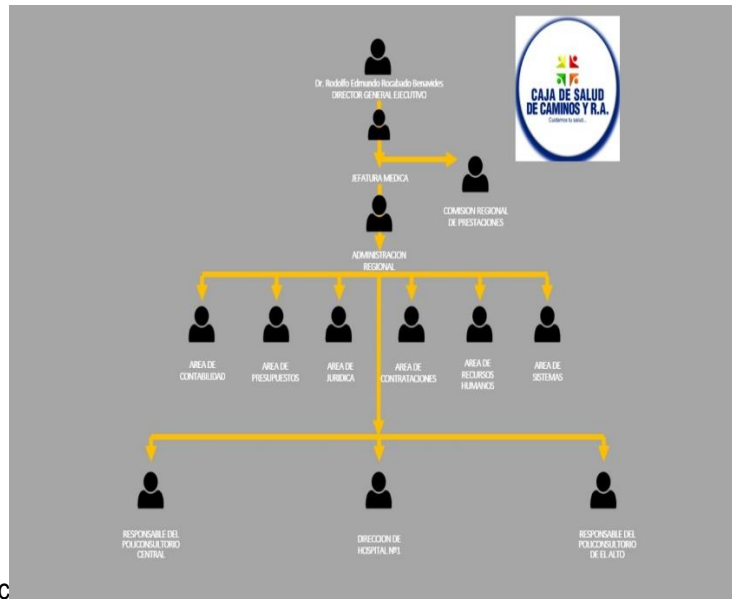 Dr. Rodolfo Edmundo Rocabado Benavides
DIRECTOR GENERAL EJECUTIVO
CAJA DE SALUD
DE CAMINOS Y R.A.
Cuidamos tu salud...
JEFATURA MEDICA
COMISION REGIONAL
DE PRESTACIONES
ADMINISTRACION
REGIONAL
AREA DE
CONTABILIDAD
AREA DE
PRESUPUESTOS
AREA DE
JURIDICA
AREA DE
CONTRATACIONES
AREA DE
RECURSOS
HUMANOS
AREA DE
SISTEMAS
RESPONSABLE DEL
POLICONSULTORIO
CENTRAL
DIRECCION DE
HOSPITAL Nº1
RESPONSABLE DEL
POLICONSULTORIO
DE EL ALTO
c